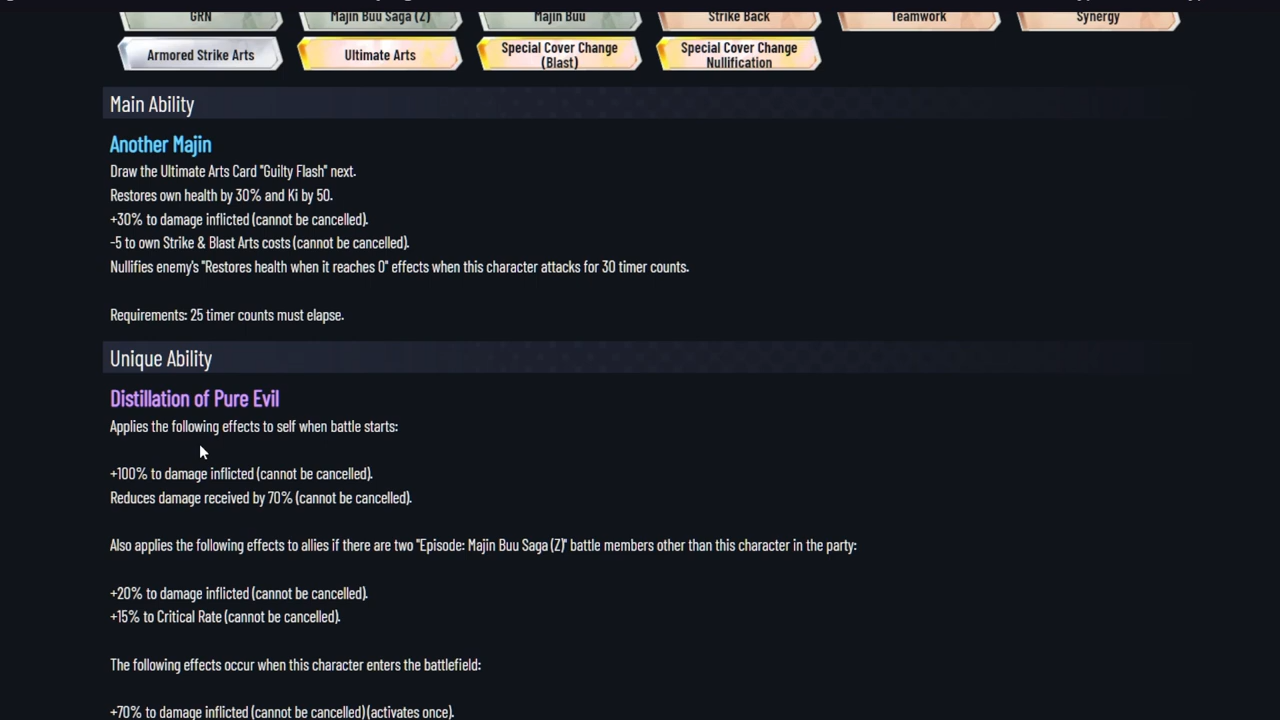 GRN
Majin Buu Saga (Z)
Majin Buu
Strike Back
Teamwork
Synergy
Armored Strike Arts
Ultimate Arts
Special Cover Change
(Blast)
Special Cover Change
Nullification
Main Ability
Another Majin
Draw the Ultimate Arts Card "Guilty Flash" next.
Restores own health by 30% and Ki by 50.
+30% to damage inflicted (cannot be cancelled).
-5 to own Strike & Blast Arts costs (cannot be cancelled).
Nullifies enemy's "Restores health when it reaches 0" effects when this character attacks for 30 timer counts.
Requirements: 25 timer counts must elapse.
Unique Ability
Distillation of Pure Evil
Applies the following effects to self when battle starts:
+100% to damage inflicted (cannot be cancelled).
Reduces damage received by 70% (cannot be cancelled).
Also applies the following effects to allies if there are two "Episode: Majin Buu Saga (Z)" battle members other than this character in the party:
+20% to damage inflicted (cannot be cancelled).
+15% to Critical Rate (cannot be cancelled).
The following effects occur when this character enters the battlefield:
+70% to damage inflicted (cannot be cancelled) (activates once).